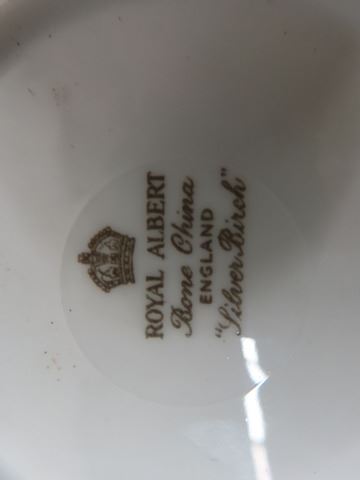 ROYAL ALBERT
Bone China
ENGLAND
"Silver Birch"